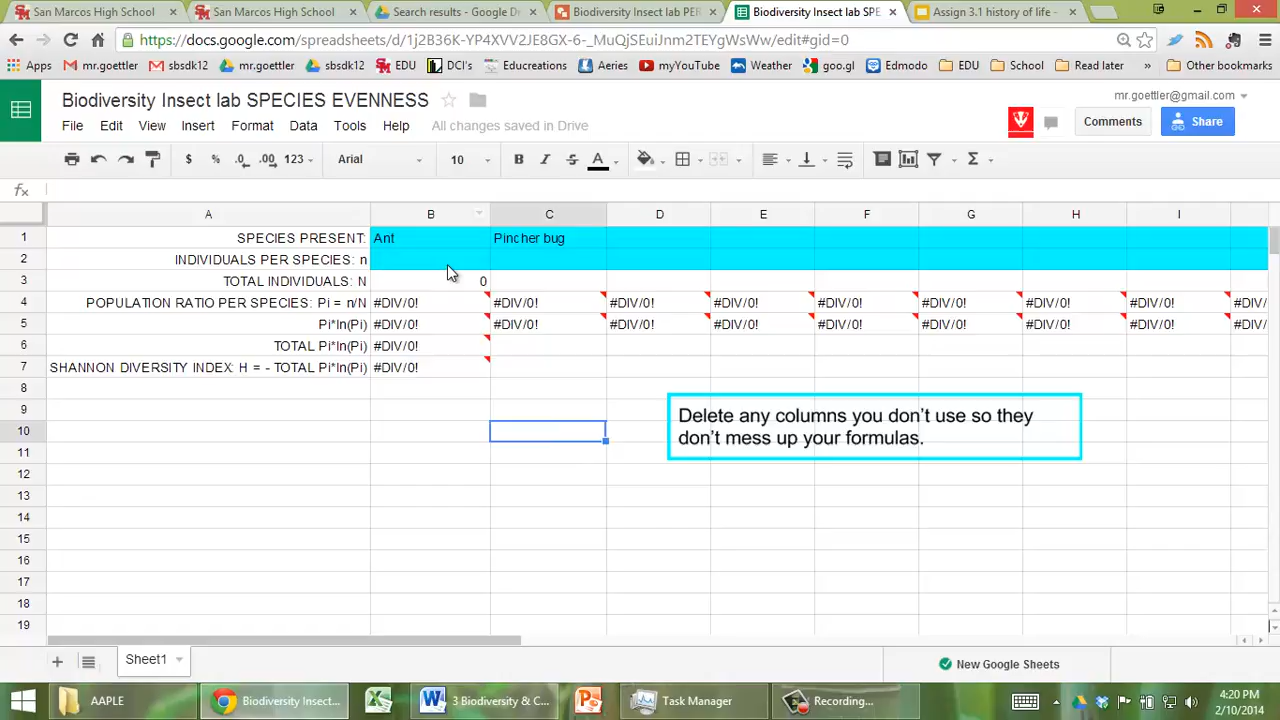 San Marcos High School × San Marcos High School × Search results - Google Dr × Biodiversity Insect lab PER × Biodiversity Insect lab SPE × Assign 3.1 history of life - ×
https://docs.google.com/spreadsheets/d/1j2B36K-YP4XVV2JE8GX-6-_MuQjSEuiJnm2TEYgWsWw/edit#gid=0
Apps mr.goettler sbsdk12 mr.goettler sbsdk12 EDU DCI's Educreations Aeries myYouTube Weather goo.gl Edmodo EDU School Read later » Other bookmarks
Biodiversity Insect lab SPECIES EVENNESS
mr.goettler@gmail.com
File Edit View Insert Format Data Tools Help All changes saved in Drive
Comments Share
$ % .0 .00 123 Arial 10 B I S A Σ
fx
A B C D E F G H I
1 SPECIES PRESENT: Ant Pincher bug
2 INDIVIDUALS PER SPECIES: n
3 TOTAL INDIVIDUALS: N 0
4 POPULATION RATIO PER SPECIES: Pi = n/N #DIV/0! #DIV/0! #DIV/0! #DIV/0! #DIV/0! #DIV/0! #DIV/0! #DIV/0! #DIV/
5 Pi*ln(Pi) #DIV/0! #DIV/0! #DIV/0! #DIV/0! #DIV/0! #DIV/0! #DIV/0! #DIV/0! #DIV/
6 TOTAL Pi*ln(Pi) #DIV/0!
7 SHANNON DIVERSITY INDEX: H = - TOTAL Pi*ln(Pi) #DIV/0!
8
9
10
11
12
13
14
15
16
17
18
19
Delete any columns you don't use so they
don't mess up your formulas.
+ Sheet1 New Google Sheets
AAPLE Biodiversity Insect... 3 Biodiversity & C... Task Manager Recording... 4:20 PM
2/10/2014